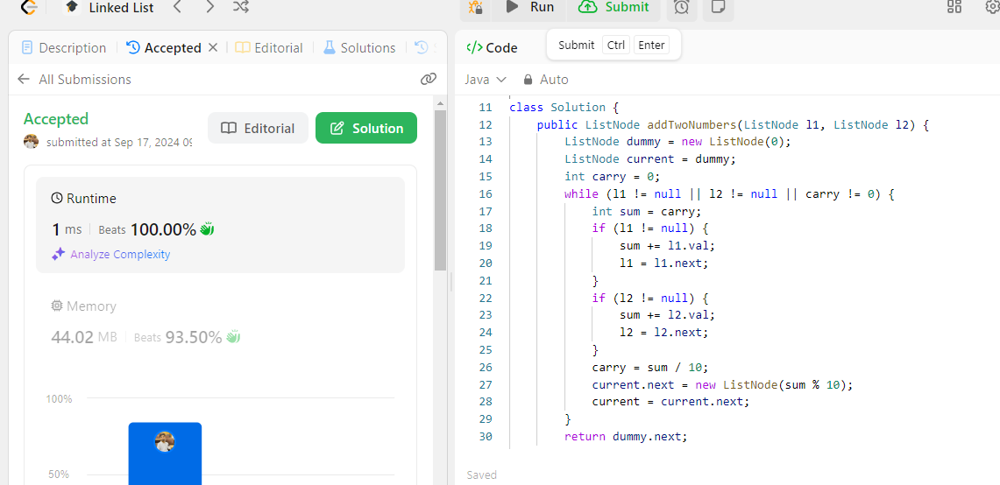 Linked List
Run
Submit
Description
Accepted
Editorial
Solutions
All Submissions
Accepted
submitted at Sep 17, 2024 09
Editorial
Solution
Runtime
1 ms
Beats 100.00%
Analyze Complexity
Memory
44.02 MB
Beats 93.50%
100%
50%
</> Code
Submit Ctrl Enter
Java
Auto
11 class Solution {
12 public ListNode addTwoNumbers(ListNode l1, ListNode l2) {
13 ListNode dummy = new ListNode(0);
14 ListNode current = dummy;
15 int carry = 0;
16 while (l1 != null || l2 != null || carry != 0) {
17 int sum = carry;
18 if (l1 != null) {
19 sum += l1.val;
20 l1 = l1.next;
21 }
22 if (l2 != null) {
23 sum += l2.val;
24 l2 = l2.next;
25 }
26 carry = sum / 10;
27 current.next = new ListNode(sum % 10);
28 current = current.next;
29 }
30 return dummy.next;
Saved